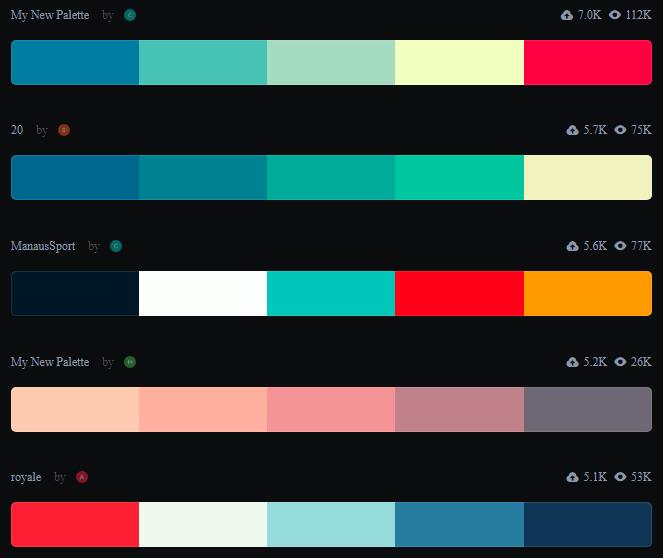 My New Palette by C 7.0K 112K
20 by 5.7K 75K
ManausSport by C 5.6K 77K
My New Palette by H 5.2K 26K
royale by A 5.1K 53K